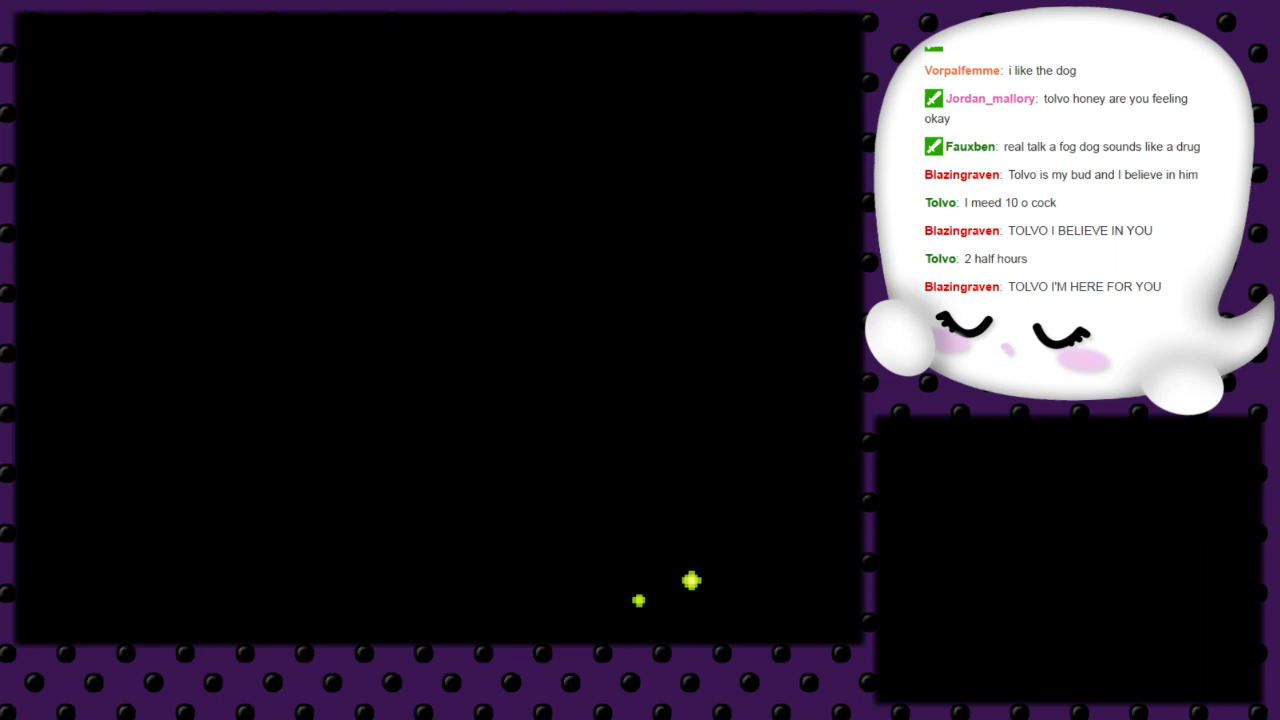 Vorpalfemme: i like the dog
Jordan_mallory: tolvo honey are you feeling
okay
Fauxben: real talk a fog dog sounds like a drug
Blazingraven: Tolvo is my bud and I believe in him
Tolvo: I meed 10 o cock
Blazingraven: TOLVO I BELIEVE IN YOU
Tolvo: 2 half hours
Blazingraven: TOLVO I'M HERE FOR YOU